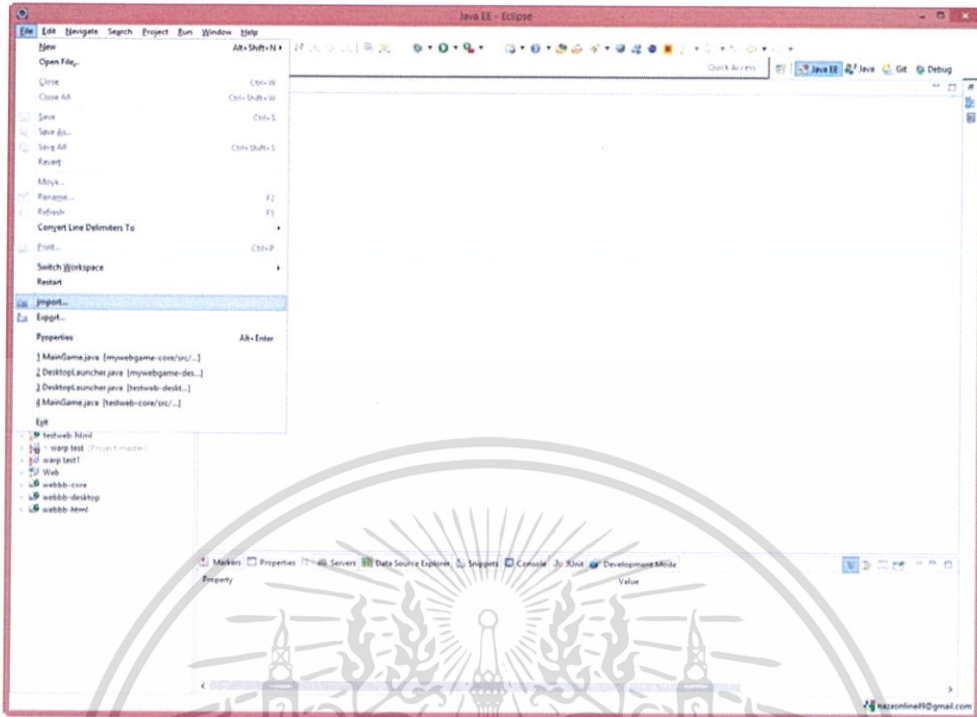 Java EE - Eclipse
File Edit Navigate Search Project Run Window Help
New Alt+Shift+N
Open File...
Quick Access Java EE Java Git Debug
Close Ctrl+W
Close All Ctrl+Shift+W
Save Ctrl+S
Save As...
Save All Ctrl+Shift+S
Revert
Move...
Rename... F2
Refresh F5
Convert Line Delimiters To
Print... Ctrl+P
Switch Workspace
Restart
Import...
Export...
Properties Alt+Enter
1 MainGame.java [mywebgame-core/src/...]
2 DesktopLauncher.java [mywebgame-des...]
3 DesktopLauncher.java [testweb-deskt...]
4 MainGame.java [testweb-core/src/...]
Exit
testweb-html
warp test [Project master]
warp test1
Web
webbb-core
webbb-desktop
webbb-html
Markers Properties Servers Data Source Explorer Snippets Console JUnit Development Mode
Property Value